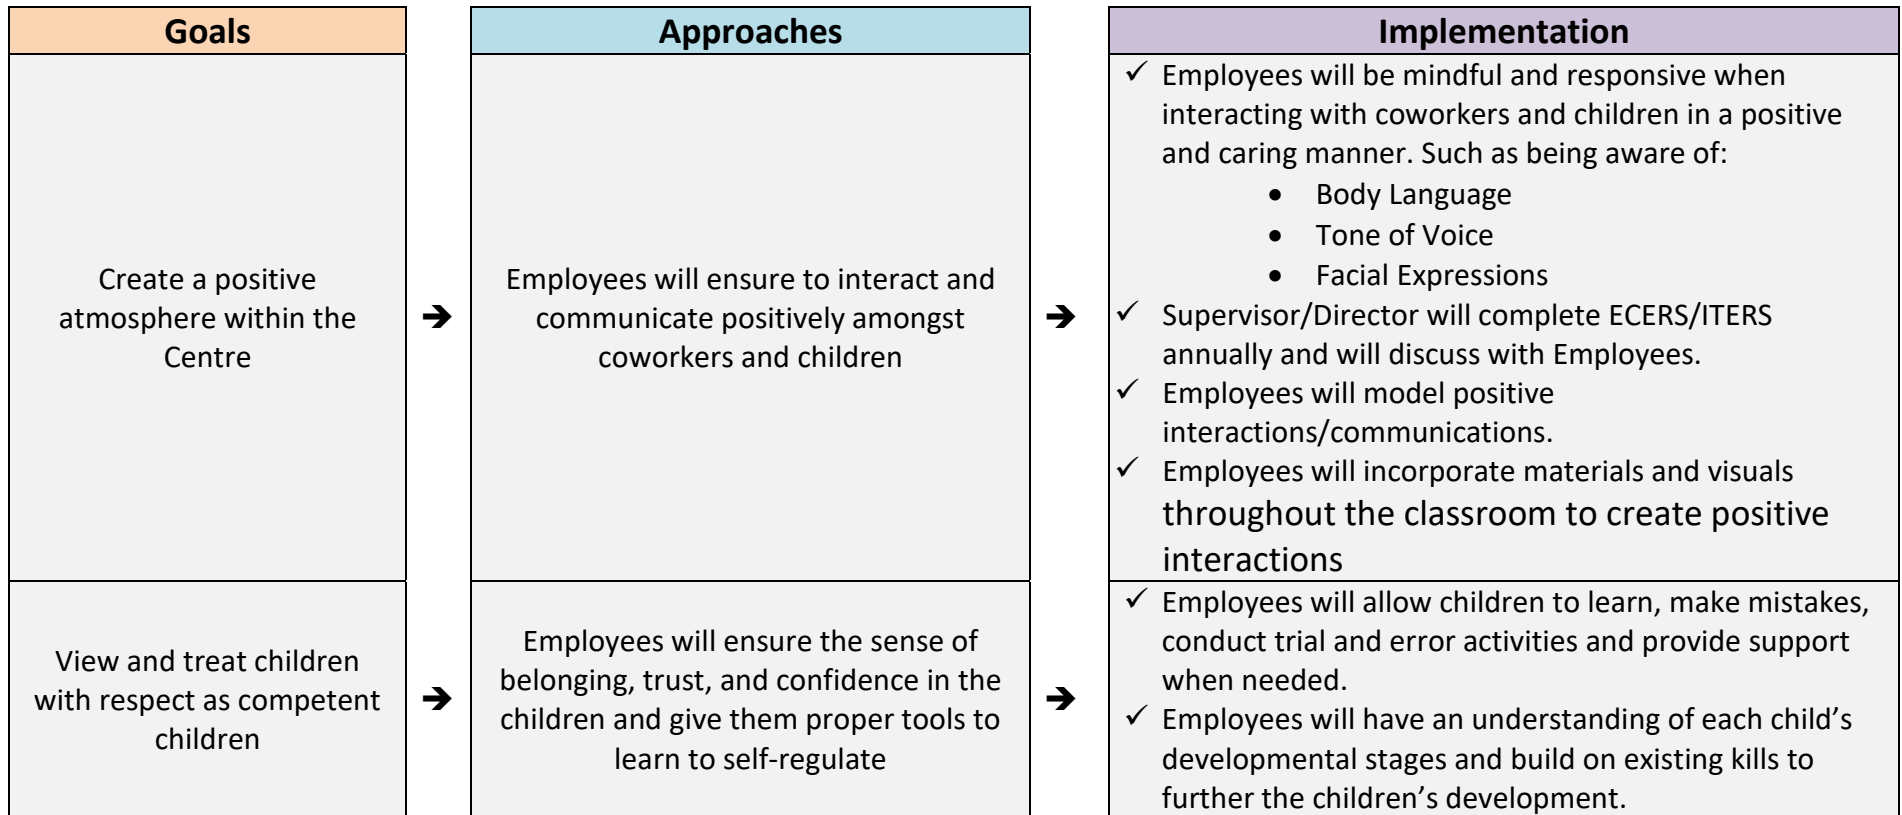 Goals
Approaches
Implementation
Create a positive
atmosphere within the
Centre
➔
Employees will ensure to interact and
communicate positively amongst
coworkers and children
➔
✓ Employees will be mindful and responsive when
interacting with coworkers and children in a positive
and caring manner. Such as being aware of:
• Body Language
• Tone of Voice
• Facial Expressions
✓ Supervisor/Director will complete ECERS/ITERS
annually and will discuss with Employees.
✓ Employees will model positive
interactions/communications.
✓ Employees will incorporate materials and visuals
throughout the classroom to create positive
interactions
View and treat children
with respect as competent
children
➔
Employees will ensure the sense of
belonging, trust, and confidence in the
children and give them proper tools to
learn to self-regulate
➔
✓ Employees will allow children to learn, make mistakes,
conduct trial and error activities and provide support
when needed.
✓ Employees will have an understanding of each child’s
developmental stages and build on existing kills to
further the children’s development.